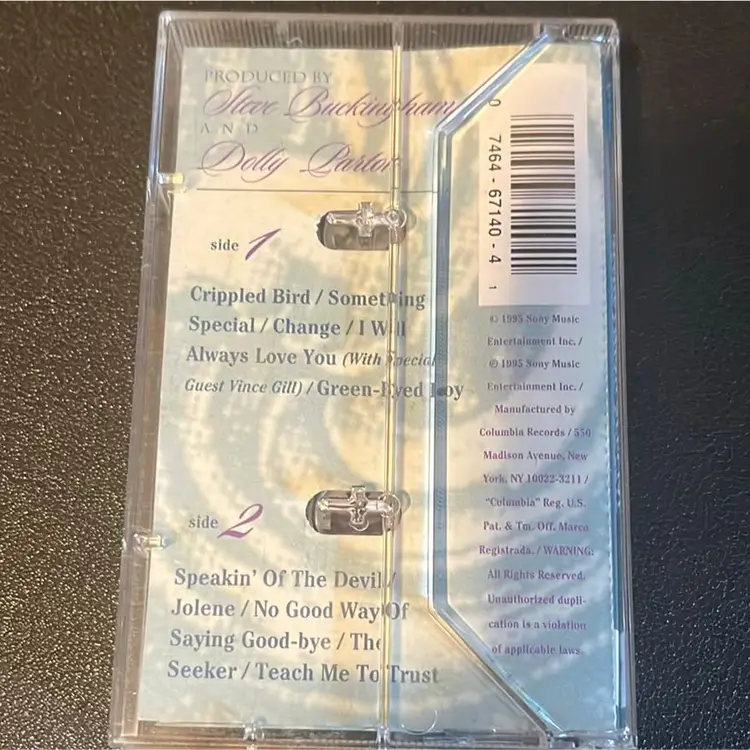 PRODUCED BY
Steve Buckingham
AND
Dolly Parton
side 1
Crippled Bird / Something
Special / Change / I Will
Always Love You (With Special
Guest Vince Gill) / Green-Eyed Boy
side 2
Speakin' Of The Devil /
Jolene / No Good Way Of
Saying Good-bye / The
Seeker / Teach Me To Trust
0 7464-67140-4 1
© 1995 Sony Music
Entertainment Inc. /
℗ 1995 Sony Music
Entertainment Inc. /
Manufactured by
Columbia Records / 550
Madison Avenue, New
York, NY 10022-3211 /
"Columbia" Reg. U.S.
Pat. & Tm. Off. Marca
Registrada. / WARNING:
All Rights Reserved.
Unauthorized dupli-
cation is a violation
of applicable laws.